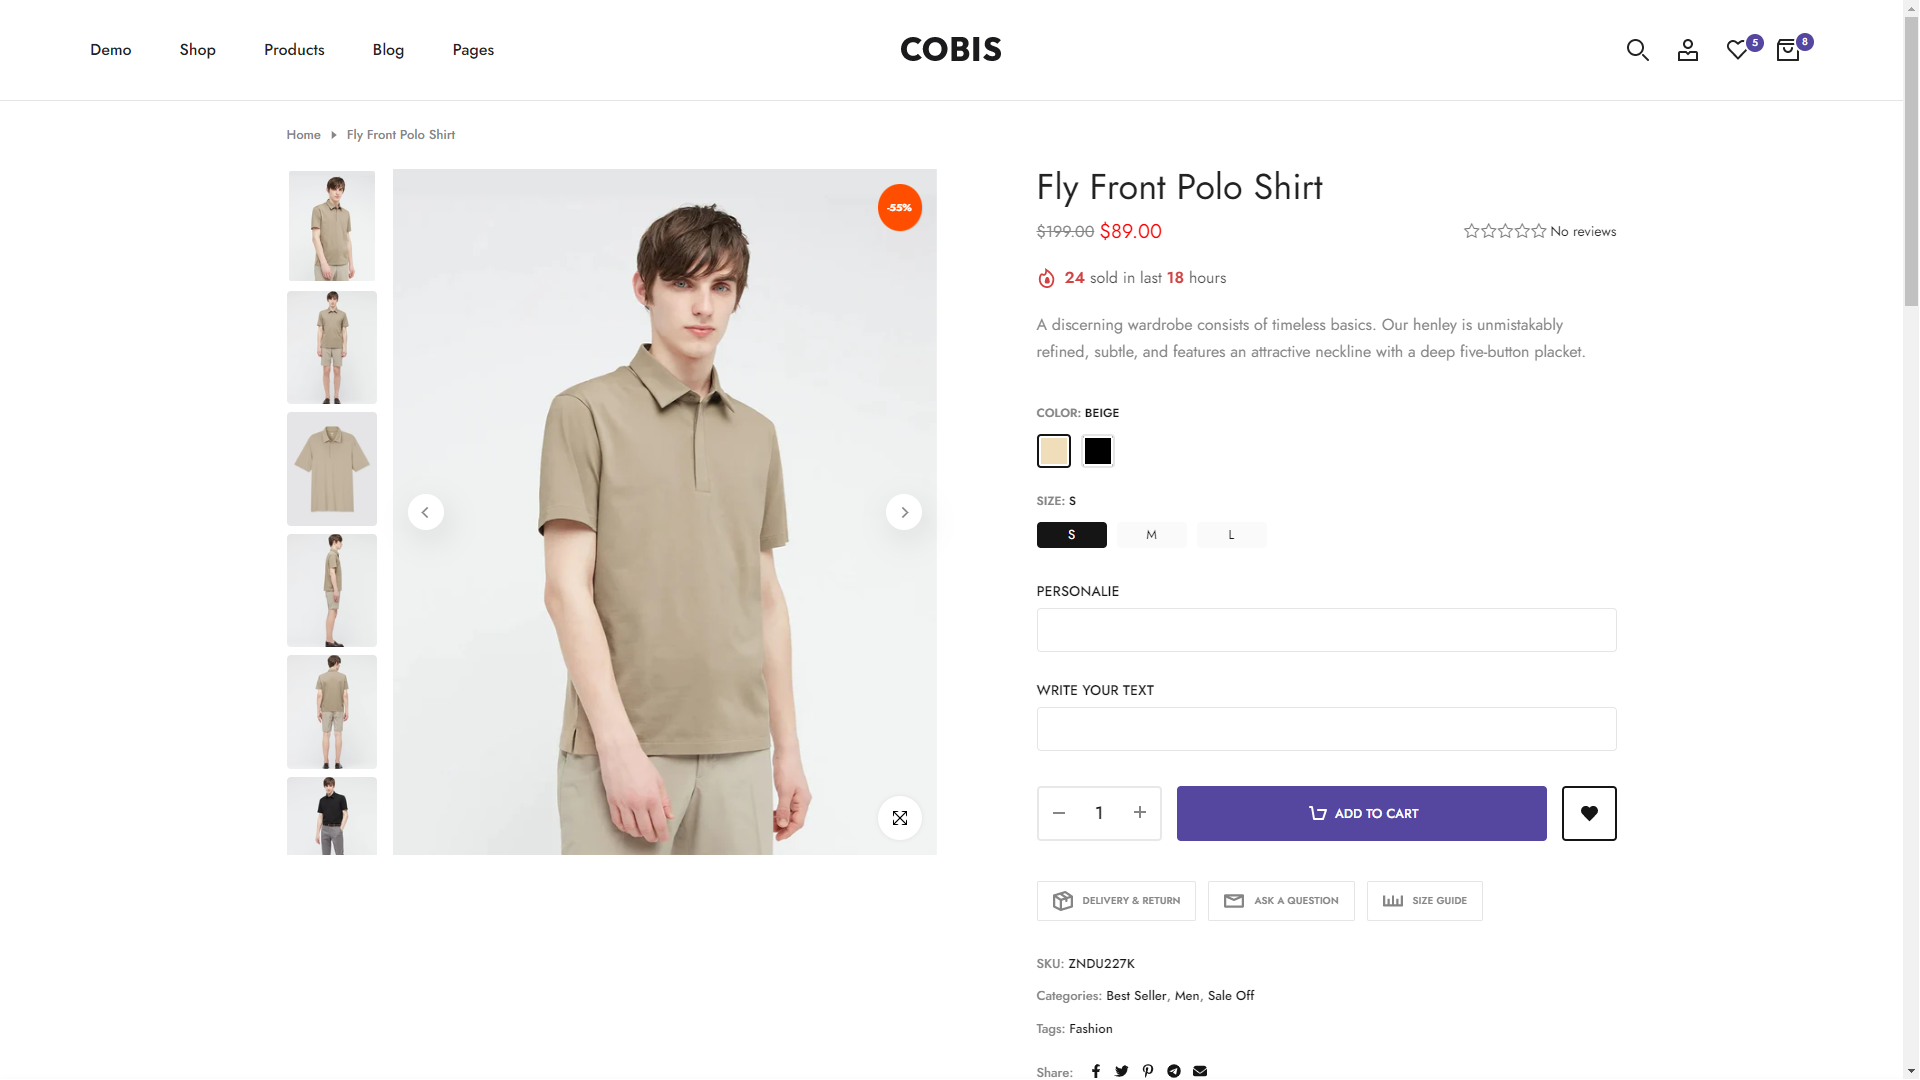 Demo Shop Products Blog Pages
COBIS
5
8
Home Fly Front Polo Shirt
-55%
Fly Front Polo Shirt
$199.00 $89.00
No reviews
24 sold in last 18 hours
A discerning wardrobe consists of timeless basics. Our henley is unmistakably
refined, subtle, and features an attractive neckline with a deep five-button placket.
COLOR: BEIGE
SIZE: S
S M L
PERSONALIE
WRITE YOUR TEXT
1
ADD TO CART
DELIVERY & RETURN
ASK A QUESTION
SIZE GUIDE
SKU: ZNDU227K
Categories: Best Seller, Men, Sale Off
Tags: Fashion
Share: